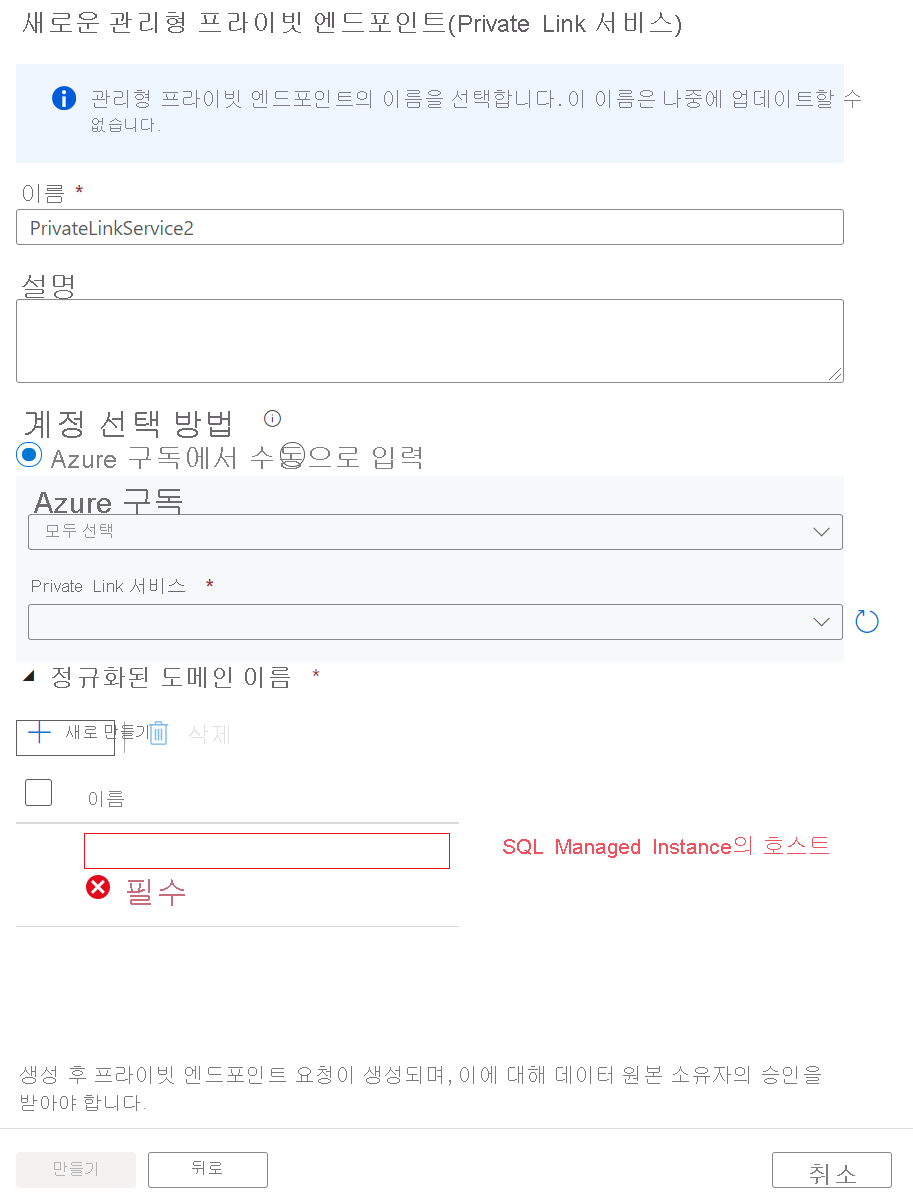 새로운 관리형 프라이빗 엔드포인트(Private Link 서비스)
관리형 프라이빗 엔드포인트의 이름을 선택합니다. 이 이름은 나중에 업데이트할 수
없습니다.
이름 *
PrivateLinkService2
설명
계정 선택 방법
Azure 구독에서 수동으로 입력
Azure 구독
모두 선택
Private Link 서비스 *
정규화된 도메인 이름 *
새로 만들기 | 삭제
이름
SQL Managed Instance의 호스트
필수
생성 후 프라이빗 엔드포인트 요청이 생성되며, 이에 대해 데이터 원본 소유자의 승인을
받아야 합니다.
만들기 뒤로 취소